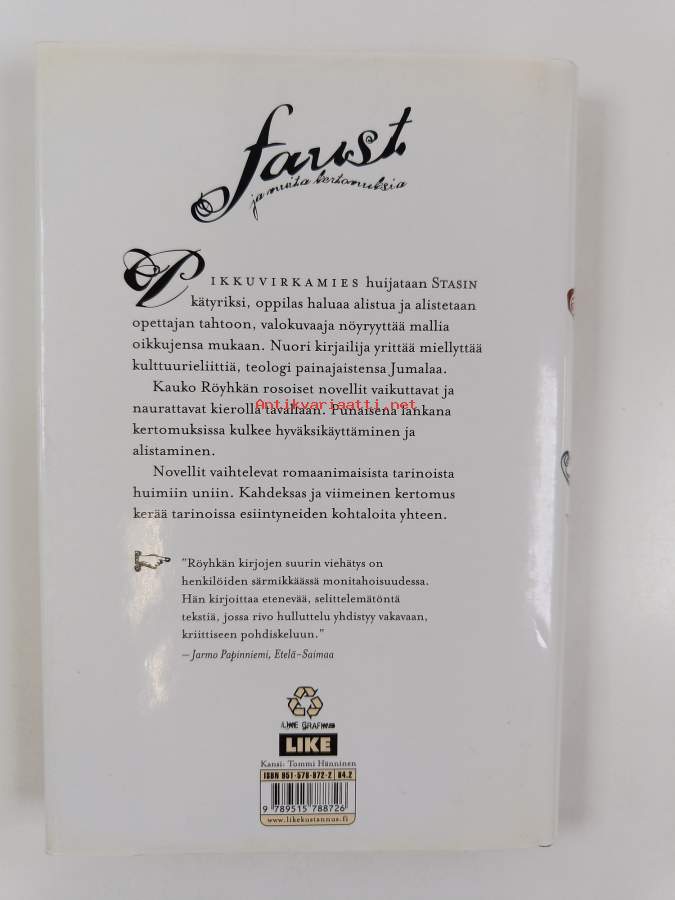 faust
ja muita kertomuksia
PIKKUVIRKAMIES huijataan STASIN
kätyriksi, oppilas haluaa alistua ja alistetaan
opettajan tahtoon, valokuvaaja nöyryyttää mallia
oikkujensa mukaan. Nuori kirjailija yrittää miellyttää
kulttuurieliittiä, teologi painajaistensa Jumalaa.
Kauko Röyhkän rosoiset novellit vaikuttavat ja
naurattavat kierolla tavallaan. Punaisena lankana
Antikvariaatti.net
kertomuksissa kulkee hyväksikäyttäminen ja
alistaminen.
Novellit vaihtelevat romaanimaisista tarinoista
huimiin uniin. Kahdeksas ja viimeinen kertomus
kerää tarinoissa esiintyneiden kohtaloita yhteen.
"Röyhkän kirjojen suurin viehätys on
henkilöiden särmikkäässä monitahoisuudessa.
Hän kirjoittaa etenevää, selittelemätöntä
tekstiä, jossa rivo hulluttelu yhdistyy vakavaan,
kriittiseen pohdiskeluun."
– Jarmo Papinniemi, Etelä-Saimaa
LIKE
Kansi: Tommi Hänninen
ISBN 951-578-872-2 84.2
9 789515 788726
www.likekustannus.fi